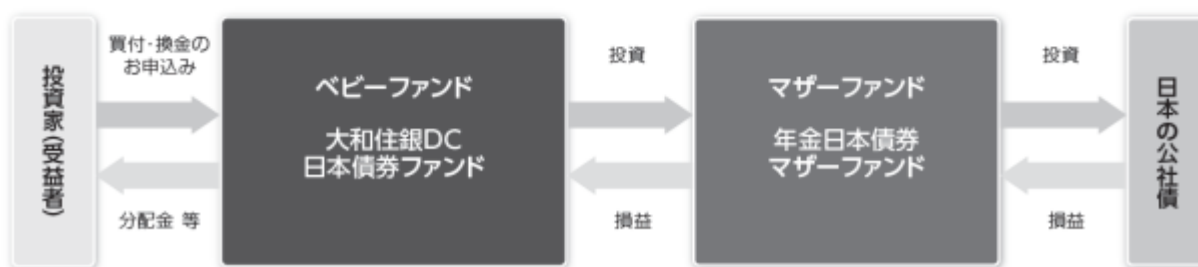 投資家(受益者)
買付・換金の
お申込み
分配金 等
ベビーファンド
大和住銀DC
日本債券ファンド
投資
損益
マザーファンド
年金日本債券
マザーファンド
投資
損益
日本の公社債